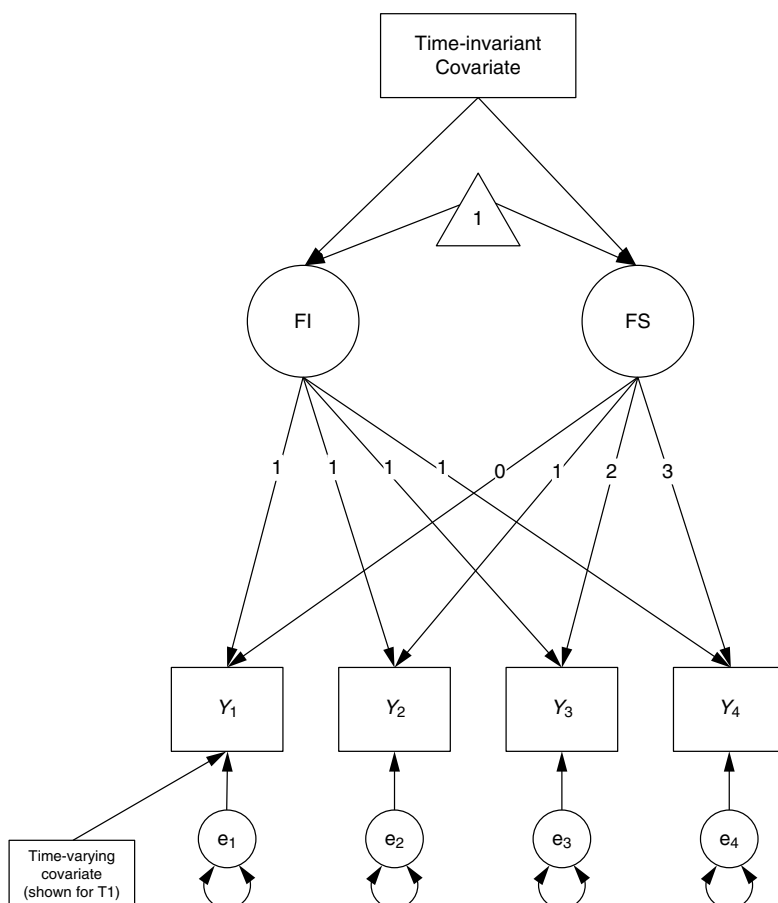 Time-invariant
Covariate
1
FI
FS
1
1
1
1
0
1
2
3
Y₁
Y₂
Y₃
Y₄
e₁
e₂
e₃
e₄
Time-varying
covariate
(shown for T1)